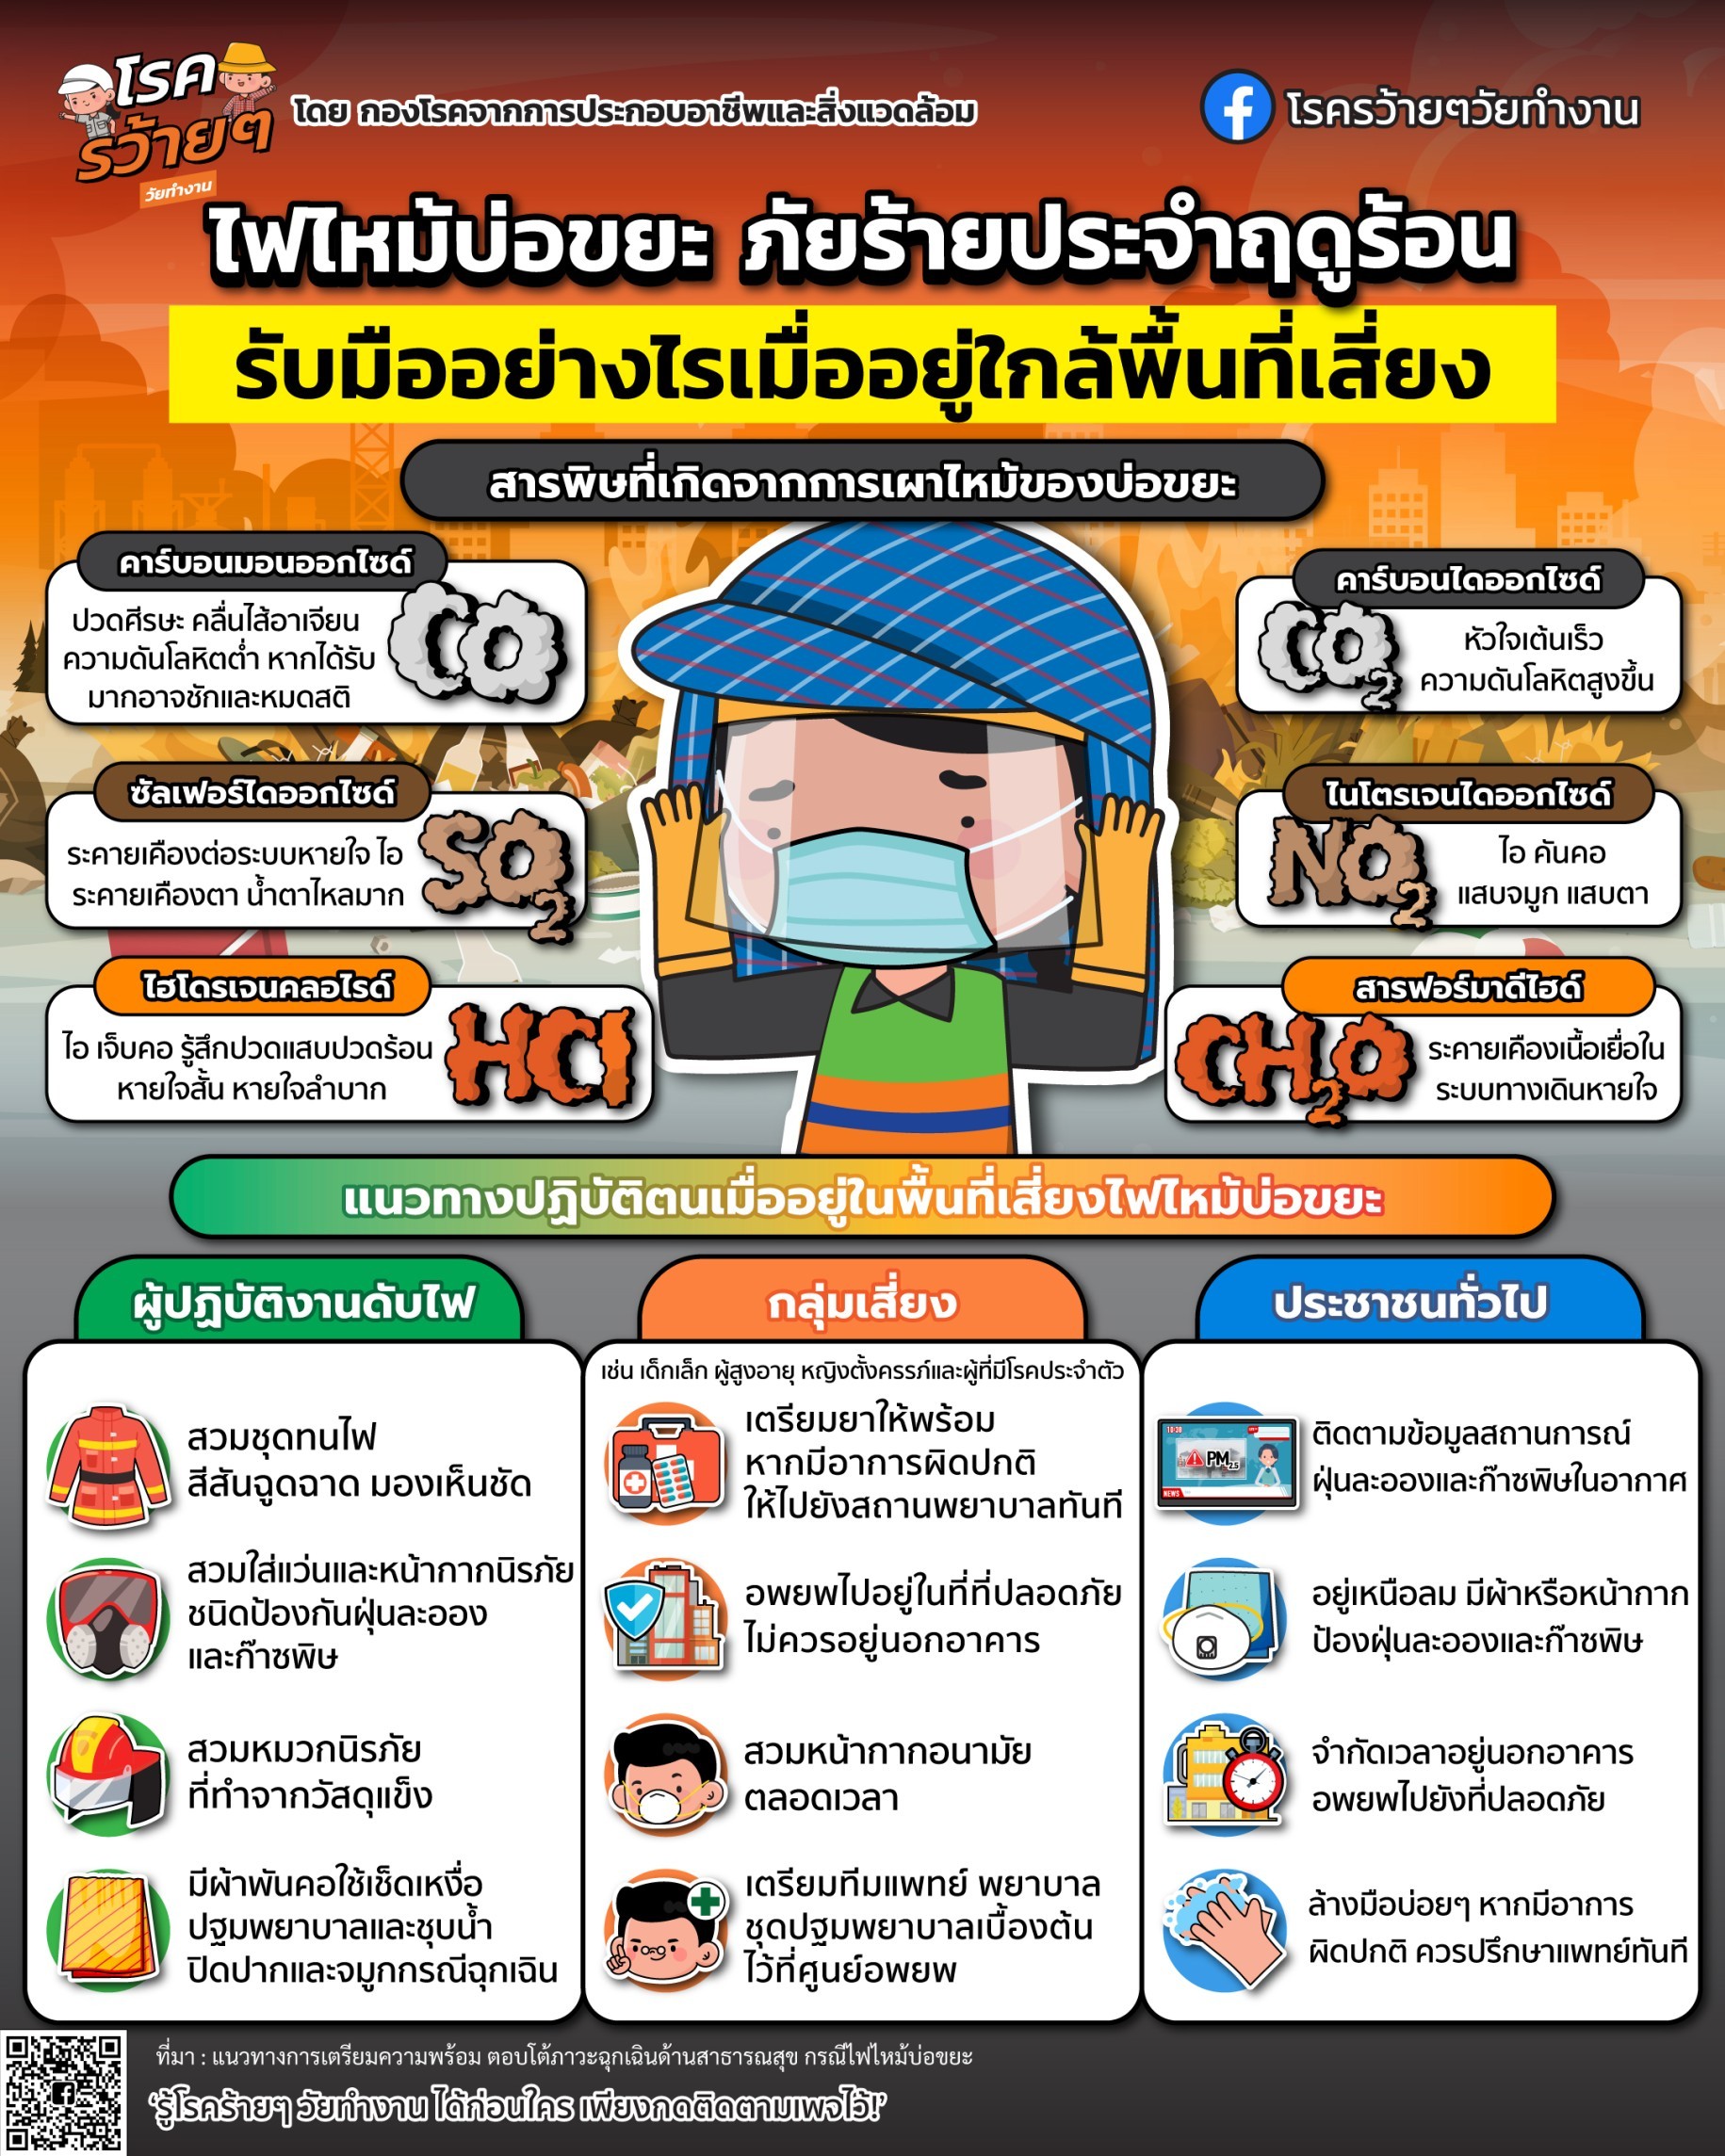 โรค
รว้ายๆ
วัยทำงาน
โดย กองโรคจากการประกอบอาชีพและสิ่งแวดล้อม
โรครว้ายๆวัยทำงาน
ไฟไหม้บ่อขยะ ภัยร้ายประจำฤดูร้อน
รับมืออย่างไรเมื่ออยู่ใกล้พื้นที่เสี่ยง
สารพิษที่เกิดจากการเผาไหม้ของบ่อขยะ
คาร์บอนมอนออกไซด์
ปวดศีรษะ คลื่นไส้อาเจียน
ความดันโลหิตต่ำ หากได้รับ
มากอาจชักและหมดสติ
CO
คาร์บอนไดออกไซด์
CO2
หัวใจเต้นเร็ว
ความดันโลหิตสูงขึ้น
ซัลเฟอร์ไดออกไซด์
ระคายเคืองต่อระบบหายใจ ไอ
ระคายเคืองตา น้ำตาไหลมาก
SO2
ไนโตรเจนไดออกไซด์
NO2
ไอ คันคอ
แสบจมูก แสบตา
ไฮโดรเจนคลอไรด์
ไอ เจ็บคอ รู้สึกปวดแสบปวดร้อน
หายใจสั้น หายใจลำบาก
HCl
สารฟอร์มาดีไฮด์
CH2O
ระคายเคืองเนื้อเยื่อใน
ระบบทางเดินหายใจ
แนวทางปฏิบัติตนเมื่ออยู่ในพื้นที่เสี่ยงไฟไหม้บ่อขยะ
ผู้ปฏิบัติงานดับไฟ
สวมชุดทนไฟ
สีสันฉูดฉาด มองเห็นชัด
สวมใส่แว่นและหน้ากากนิรภัย
ชนิดป้องกันฝุ่นละออง
และก๊าซพิษ
สวมหมวกนิรภัย
ที่ทำจากวัสดุแข็ง
มีผ้าพันคอใช้เช็ดเหงื่อ
ปฐมพยาบาลและชุบน้ำ
ปิดปากและจมูกกรณีฉุกเฉิน
กลุ่มเสี่ยง
เช่น เด็กเล็ก ผู้สูงอายุ หญิงตั้งครรภ์และผู้ที่มีโรคประจำตัว
เตรียมยาให้พร้อม
หากมีอาการผิดปกติ
ให้ไปยังสถานพยาบาลทันที
อพยพไปอยู่ในที่ที่ปลอดภัย
ไม่ควรอยู่นอกอาคาร
สวมหน้ากากอนามัย
ตลอดเวลา
เตรียมทีมแพทย์ พยาบาล
ชุดปฐมพยาบาลเบื้องต้น
ไว้ที่ศูนย์อพยพ
ประชาชนทั่วไป
10:30
PM2.5
NEWS
ติดตามข้อมูลสถานการณ์
ฝุ่นละอองและก๊าซพิษในอากาศ
อยู่เหนือลม มีผ้าหรือหน้ากาก
ป้องฝุ่นละอองและก๊าซพิษ
จำกัดเวลาอยู่นอกอาคาร
อพยพไปยังที่ปลอดภัย
ล้างมือบ่อยๆ หากมีอาการ
ผิดปกติ ควรปรึกษาแพทย์ทันที
ที่มา : แนวทางการเตรียมความพร้อม ตอบโต้ภาวะฉุกเฉินด้านสาธารณสุข กรณีไฟไหม้บ่อขยะ
'รู้โรคร้ายๆ วัยทำงาน ได้ก่อนใคร เพียงกดติดตามเพจไว้!'